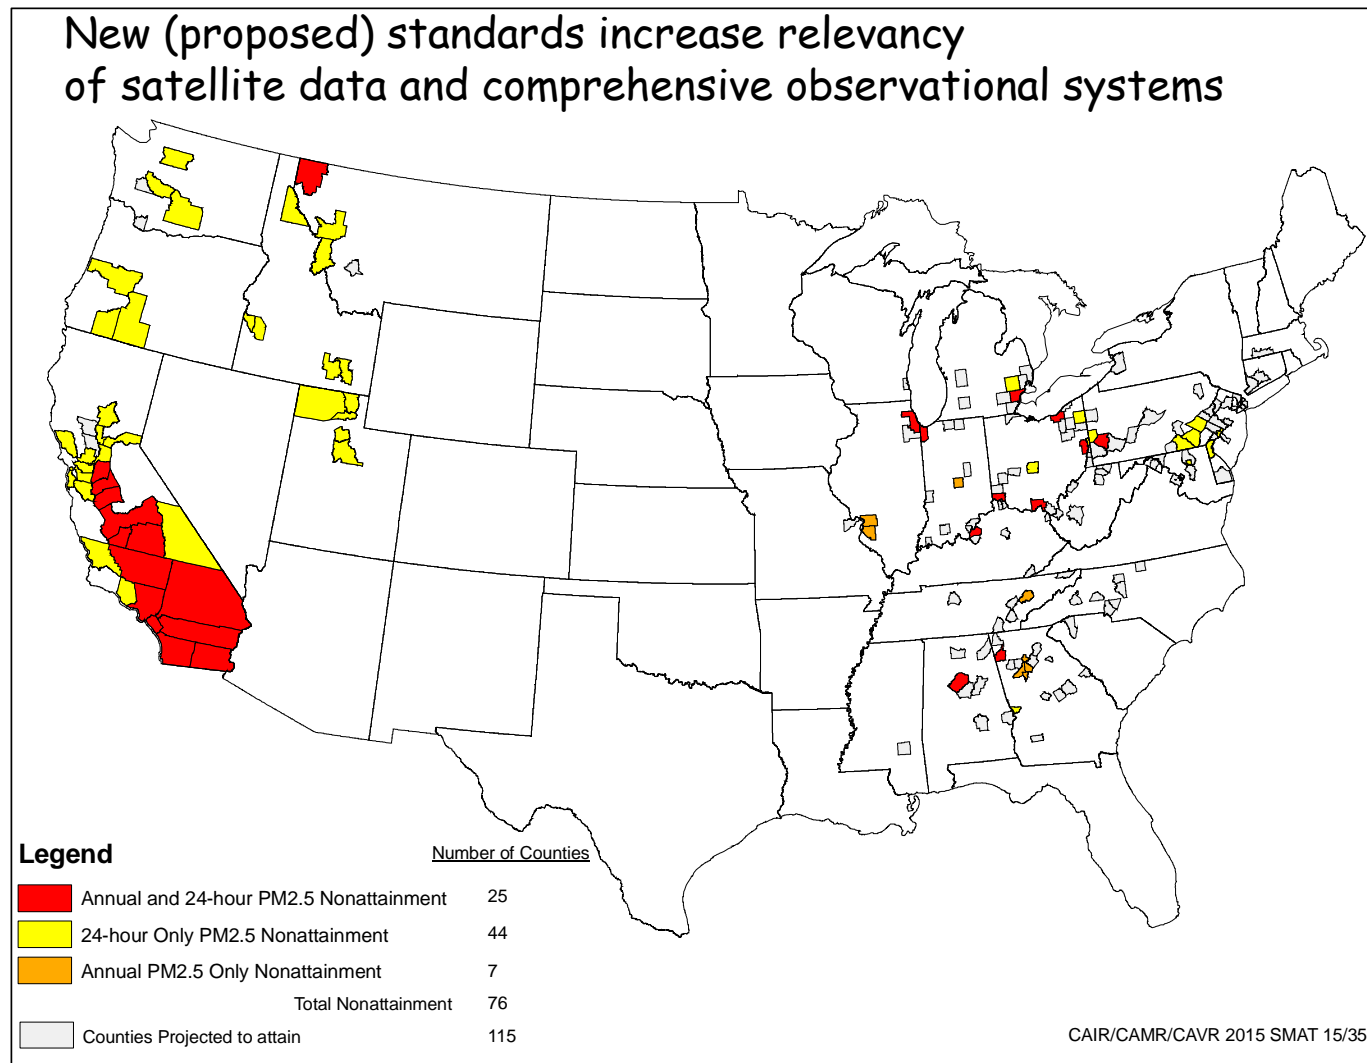 New (proposed) standards increase relevancy
of satellite data and comprehensive observational systems
Legend
Number of Counties
Annual and 24-hour PM2.5 Nonattainment 25
24-hour Only PM2.5 Nonattainment 44
Annual PM2.5 Only Nonattainment 7
Total Nonattainment 76
Counties Projected to attain 115
CAIR/CAMR/CAVR 2015 SMAT 15/35